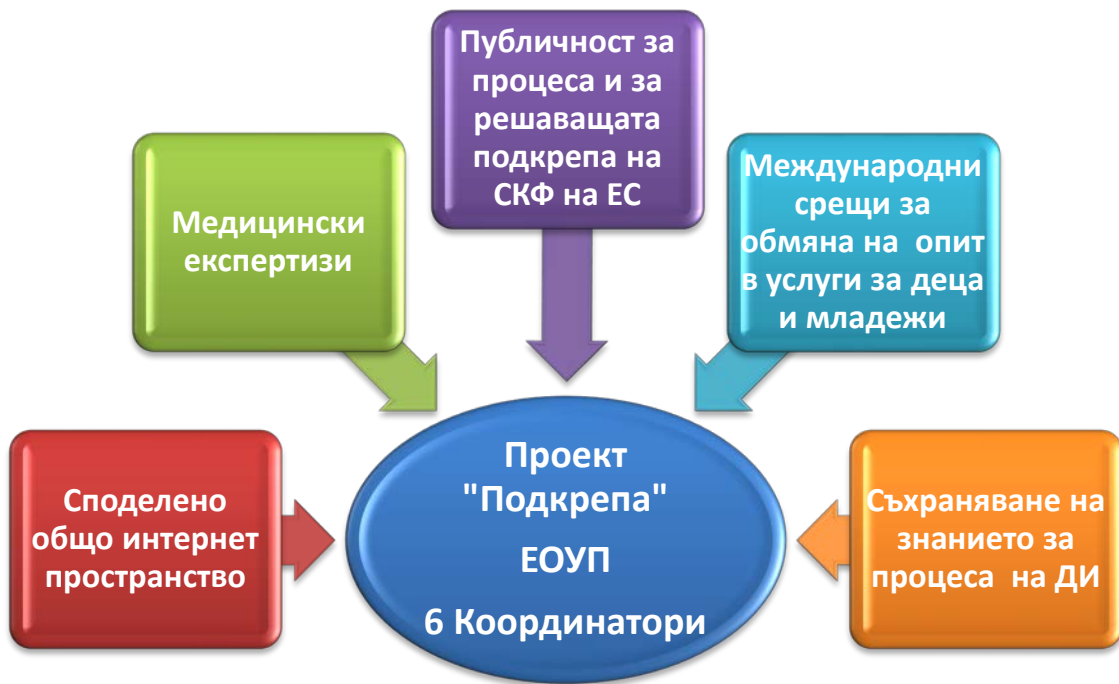 Публичност за
процеса и за
решаващата
подкрепа на
СКФ на ЕС
Медицински
експертизи
Международни
срещи за
обмяна на  опит
в услуги за деца
и младежи
Споделено
общо интернет
пространство
Проект
"Подкрепа"
ЕОУП
6 Координатори
Съхраняване на
знанието за
процеса  на ДИ